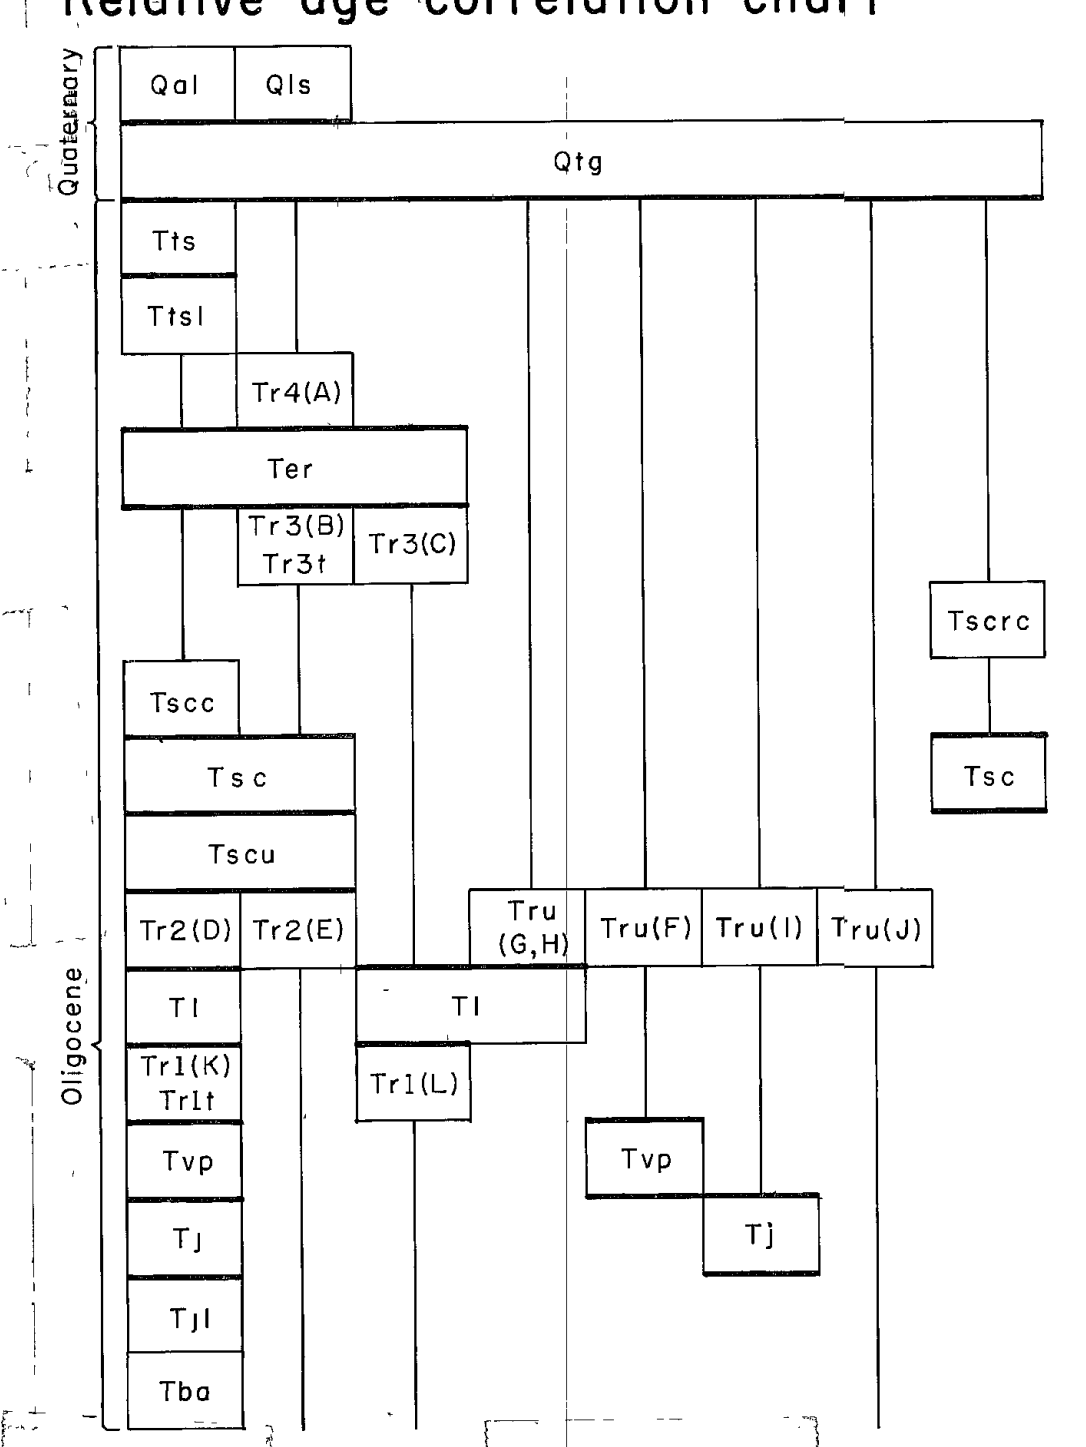 Relative age correlation chart
Quaternary
Qal
Qls
Qtg
Tts
Ttsl
Tr4(A)
Ter
Tr3(B)
Tr3t
Tr3(C)
Tscrc
Tscc
Tsc
Tsc
Tscu
Tr2(D)
Tr2(E)
Tru
(G,H)
Tru(F)
Tru(I)
Tru(J)
Oligocene
Tl
Tl
Tr1(K)
Tr1t
Tr1(L)
Tvp
Tvp
Tj
Tj
Tjl
Tba